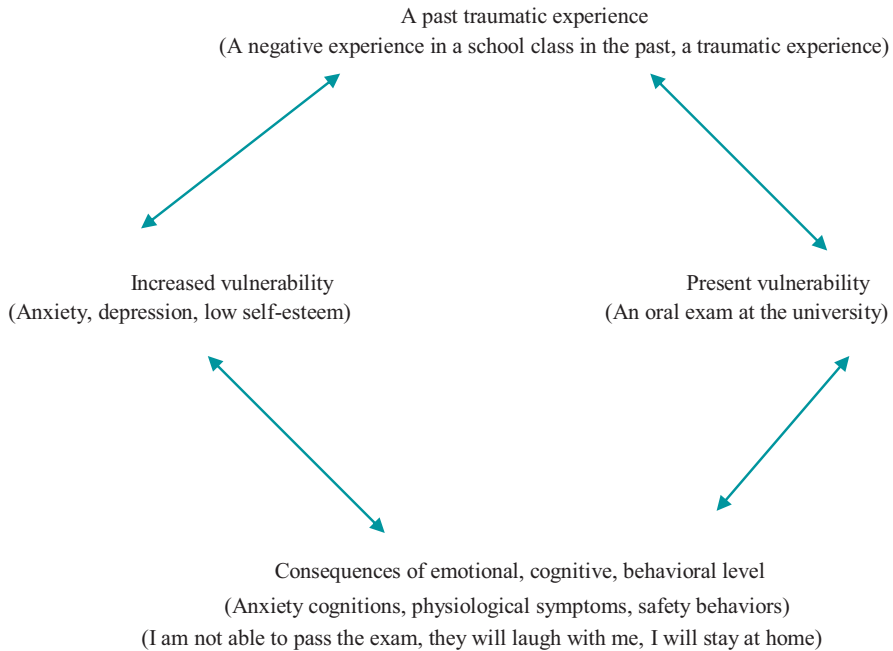 A past traumatic experience
(A negative experience in a school class in the past, a traumatic experience)
Increased vulnerability
(Anxiety, depression, low self-esteem)
Present vulnerability
(An oral exam at the university)
Consequences of emotional, cognitive, behavioral level
(Anxiety cognitions, physiological symptoms, safety behaviors)
(I am not able to pass the exam, they will laugh with me, I will stay at home)